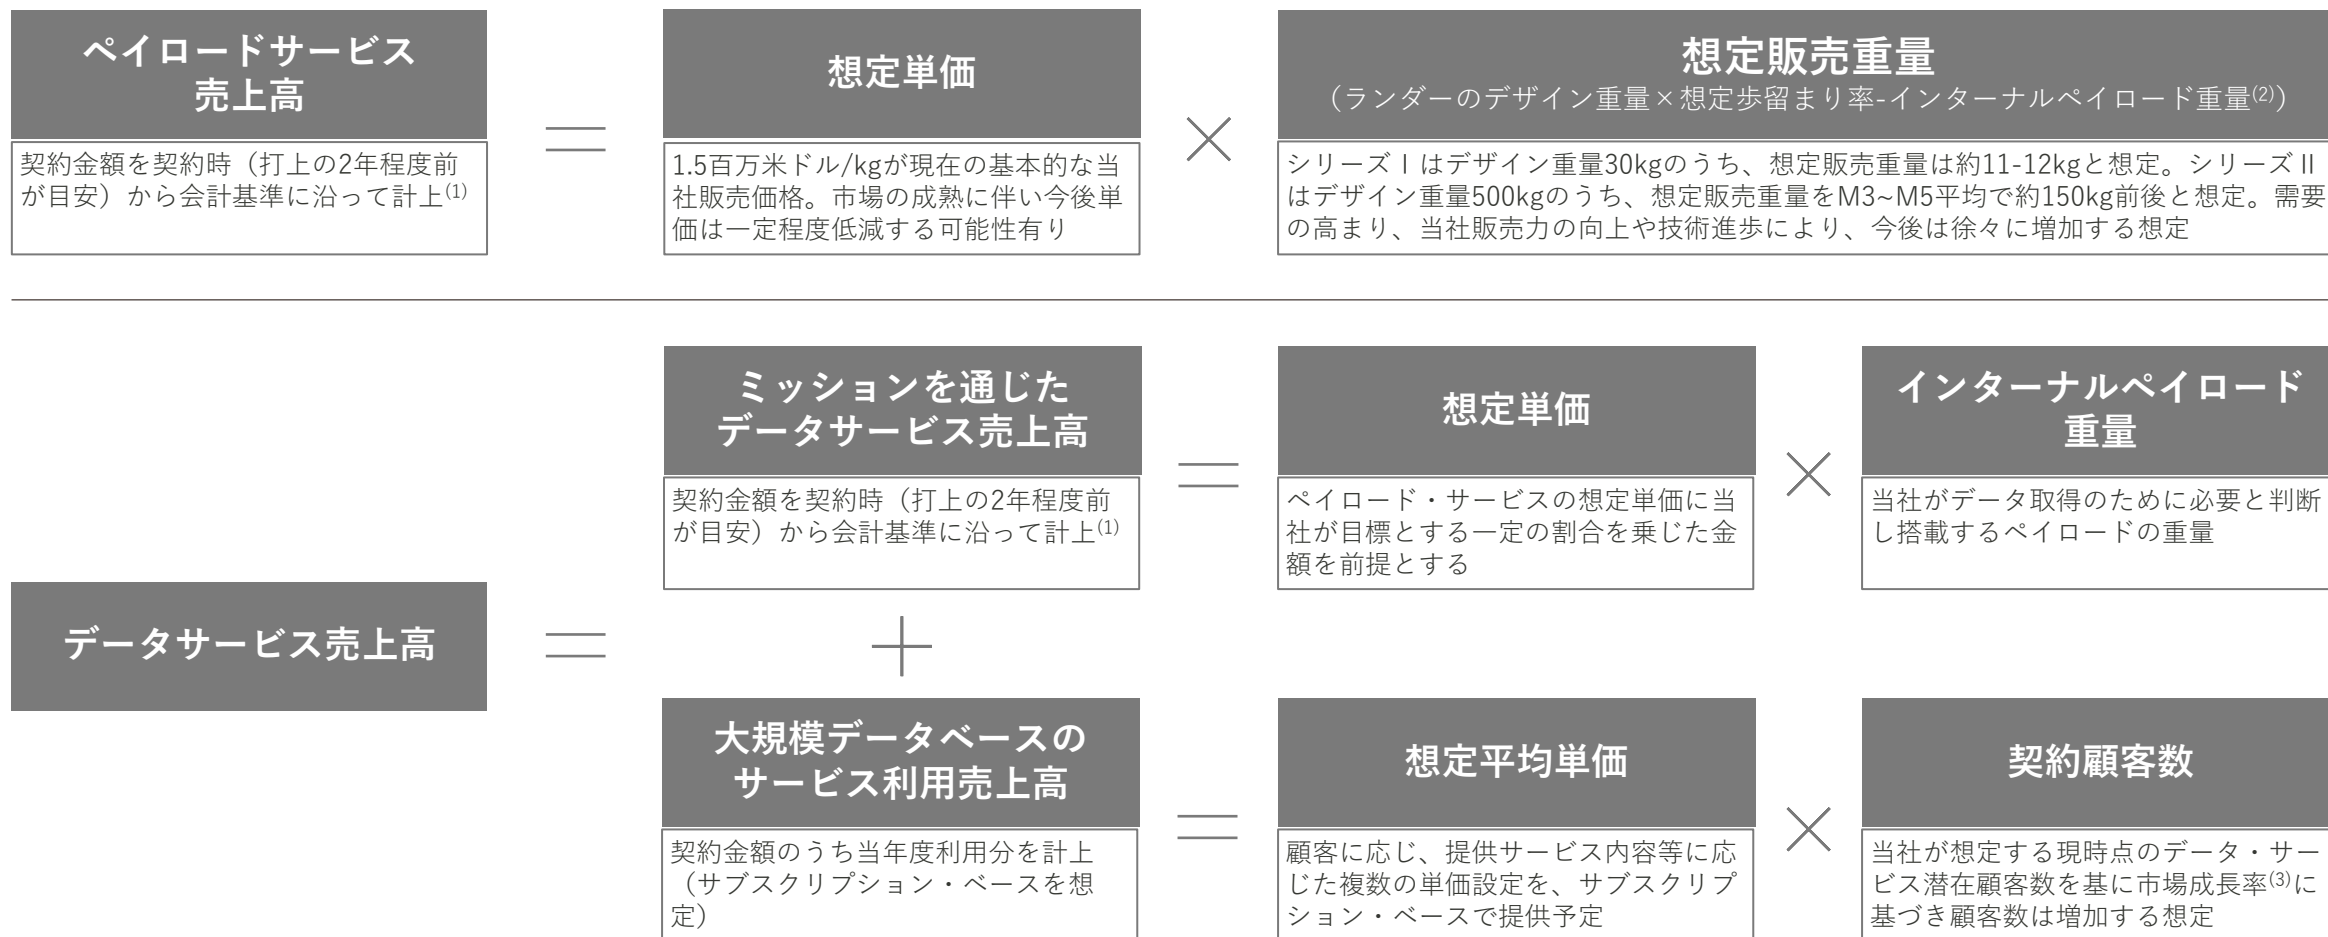 ペイロードサービス
売上高
＝
想定単価
×
想定販売重量
（ランダーのデザイン重量×想定歩留まり率-インターナルペイロード重量(2)）
契約金額を契約時（打上の2年程度前
が目安）から会計基準に沿って計上(1)
1.5百万米ドル/kgが現在の基本的な当
社販売価格。市場の成熟に伴い今後単
価は一定程度低減する可能性有り
シリーズⅠはデザイン重量30kgのうち、想定販売重量は約11-12kgと想定。シリーズⅡ
はデザイン重量500kgのうち、想定販売重量をM3~M5平均で約150kg前後と想定。需要
の高まり、当社販売力の向上や技術進歩により、今後は徐々に増加する想定
データサービス売上高
＝
ミッションを通じた
データサービス売上高
契約金額を契約時（打上の2年程度前
が目安）から会計基準に沿って計上(1)
＝
想定単価
ペイロード・サービスの想定単価に当
社が目標とする一定の割合を乗じた金
額を前提とする
×
インターナルペイロード
重量
当社がデータ取得のために必要と判断
し搭載するペイロードの重量
＋
大規模データベースの
サービス利用売上高
契約金額のうち当年度利用分を計上
（サブスクリプション・ベースを想
定）
＝
想定平均単価
顧客に応じ、提供サービス内容等に応
じた複数の単価設定を、サブスクリプ
ション・ベースで提供予定
×
契約顧客数
当社が想定する現時点のデータ・サー
ビス潜在顧客数を基に市場成長率(3)に
基づき顧客数は増加する想定